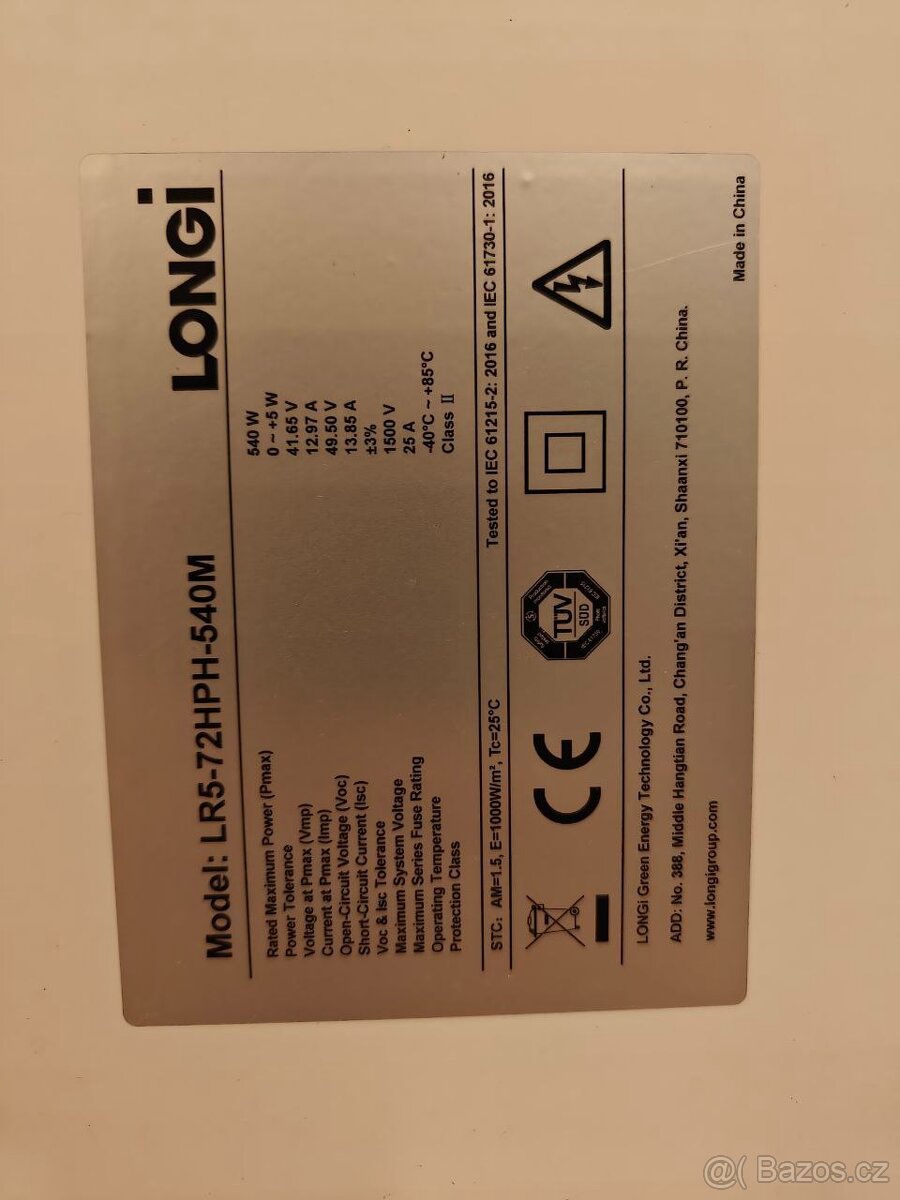 LONGi
Model: LR5-72HPH-540M
Rated Maximum Power (Pmax) 540 W
Power Tolerance 0 ~ +5 W
Voltage at Pmax (Vmp) 41.65 V
Current at Pmax (Imp) 12.97 A
Open-Circuit Voltage (Voc) 49.50 V
Short-Circuit Current (Isc) 13.85 A
Voc & Isc Tolerance ±3%
Maximum System Voltage 1500 V
Maximum Series Fuse Rating 25 A
Operating Temperature -40°C ~ +85°C
Protection Class Class II
STC: AM=1.5, E=1000W/m², Tc=25°C Tested to IEC 61215-2: 2016 and IEC 61730-1: 2016
CE
TÜV
SÜD
LONGi Green Energy Technology Co., Ltd.
ADD: No. 388, Middle Hangtian Road, Chang'an District, Xi'an, Shaanxi 710100, P. R. China.
www.longigroup.com
Made in China
@( Bazos.cz